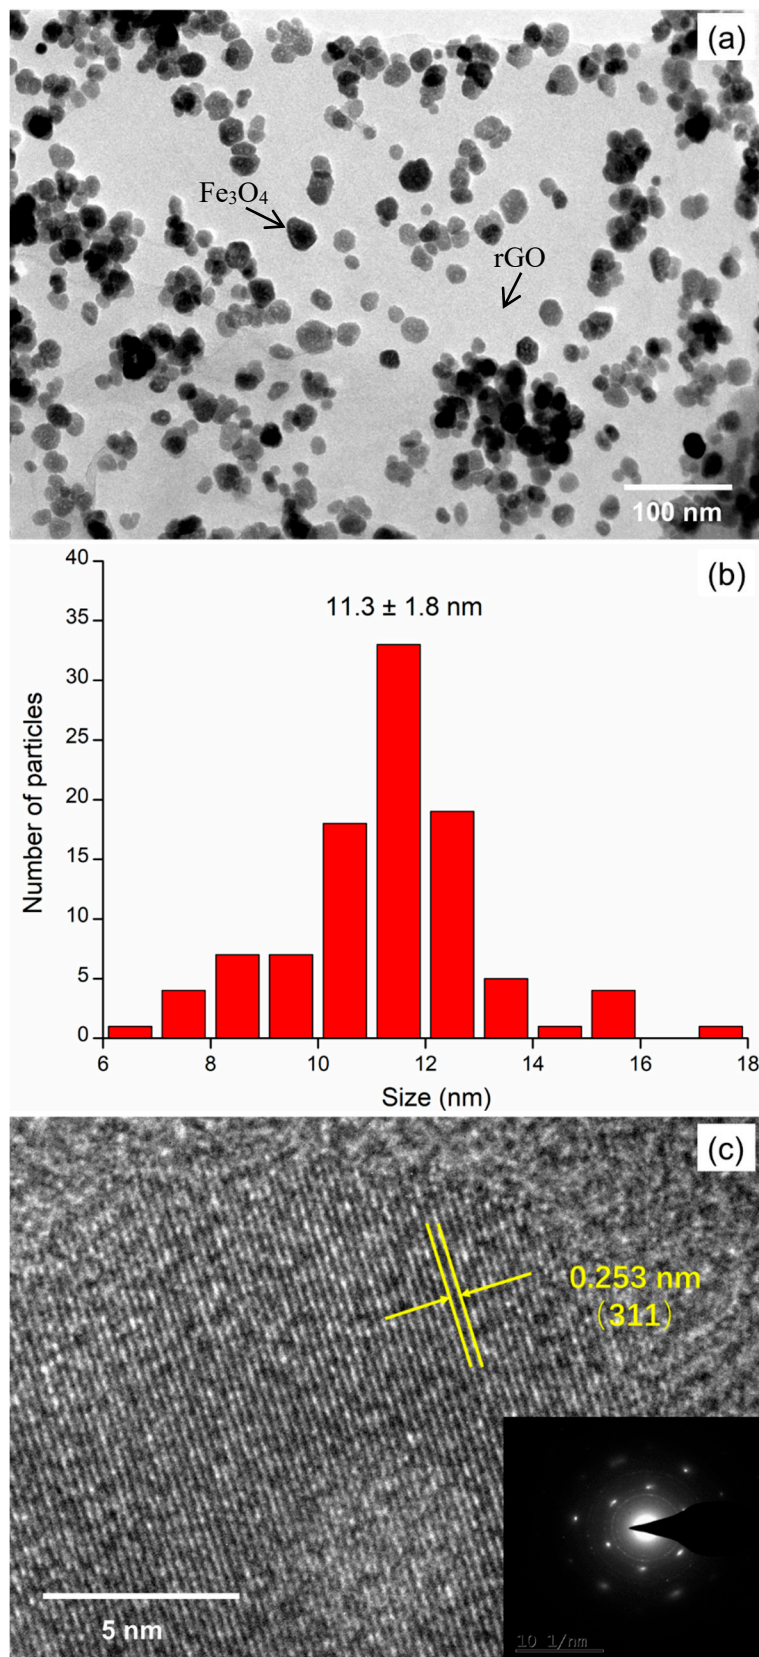 (a)
Fe₃O₄
rGO
100 nm
(b)
11.3 ± 1.8 nm
40
35
30
25
20
15
10
5
0
Number of particles
6 8 10 12 14 16 18
Size (nm)
(c)
0.253 nm
(311)
5 nm
10 1/nm